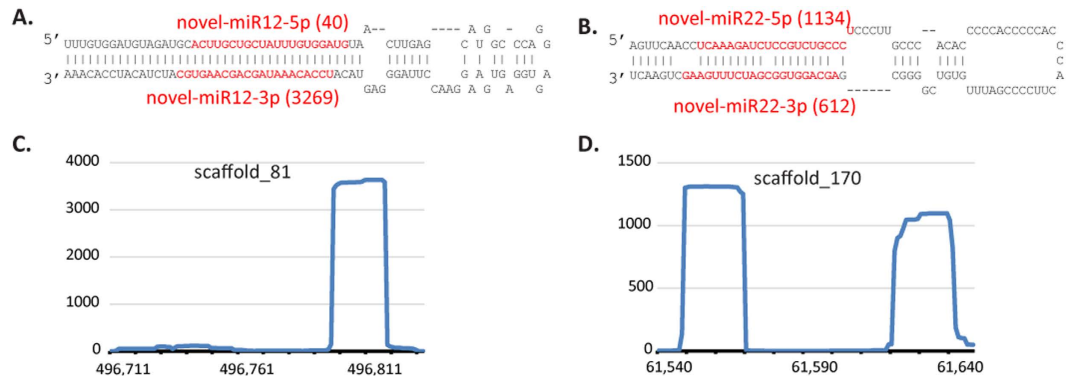 A.
novel-miR12-5p (40)
A-- ---- A G G
5' UUUGUGGAUGUAGAUGCACUUGCUGCUAUUUGUGGAUGUA CUUGAG C U GC CCA G
3' AAACACCUACAUCUACGUGAACGACGAUAAACACCUACAU GGAUUC G A U G GGU A
GAG CAAG A G A G
novel-miR12-3p (3269)
B.
novel-miR22-5p (1134)
UCCCUU -- CCCCACCCCCAC
5' AGUUCAACCUCAAAGAUCUCCGUCUGCCC GCCC ACAC C
C
3' UCAAGUCGAAGUUUCUAGCGGUGGACGAG CGGG UGUG A
------ GC UUUAGCCCCUUC
novel-miR22-3p (612)
C.
scaffold_81
4000
3000
2000
1000
0
496,711 496,761 496,811
D.
scaffold_170
1500
1000
500
0
61,540 61,590 61,640